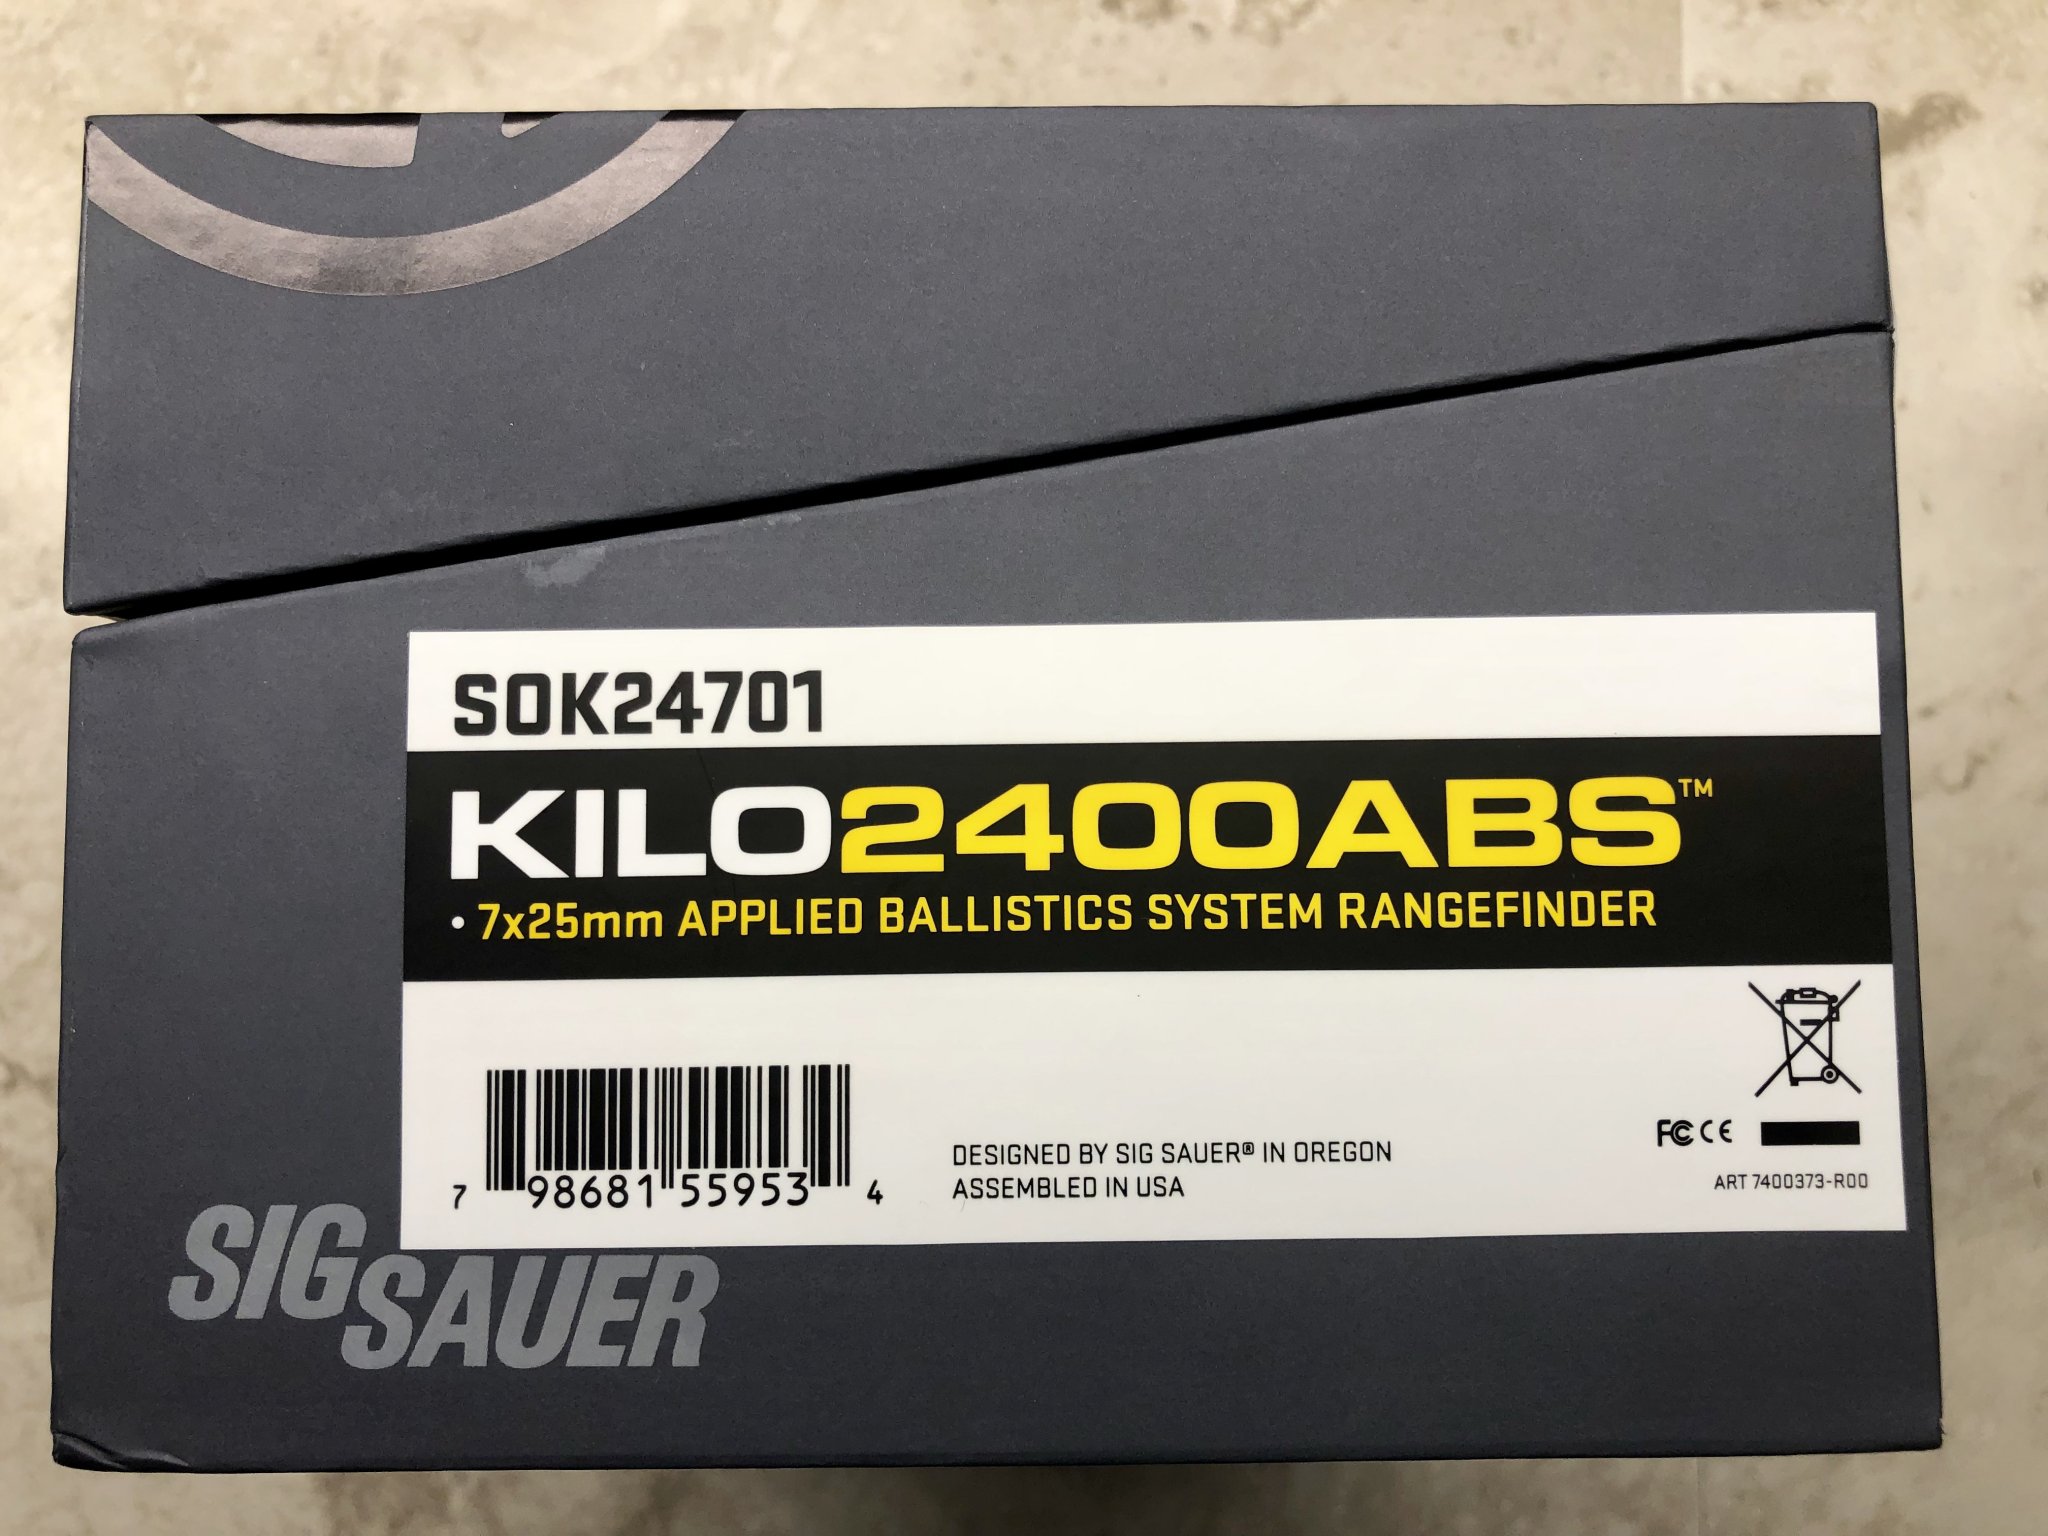 SOK24701
KILO2400ABS™
• 7x25mm APPLIED BALLISTICS SYSTEM RANGEFINDER
7 98681 55953 4
DESIGNED BY SIG SAUER® IN OREGON
ASSEMBLED IN USA
FC CE
ART 7400373-R00
SIG
SAUER